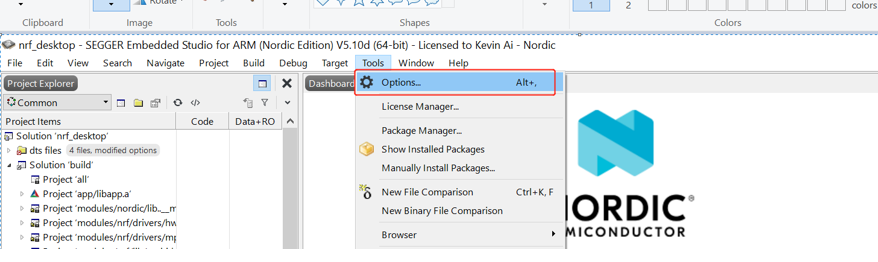 Rotate
Clipboard Image Tools Shapes 1 2 Colors colors
nrf_desktop - SEGGER Embedded Studio for ARM (Nordic Edition) V5.10d (64-bit) - Licensed to Kevin Ai - Nordic
File Edit View Search Navigate Project Build Debug Target Tools Window Help
Project Explorer
Dashboard
Options... Alt+,
Common
License Manager...
Project Items Code Data+RO
Package Manager...
Solution 'nrf_desktop'
Show Installed Packages
dts files 4 files, modified options
Manually Install Packages...
Solution 'build'
Project 'all'
New File Comparison Ctrl+K, F
Project 'app/libapp.a'
New Binary File Comparison
Project 'modules/nordic/lib..__m
Project 'modules/nrf/drivers/hw
Browser
Project 'modules/nrf/drivers/mp
NORDIC®
MICONDUCTOR